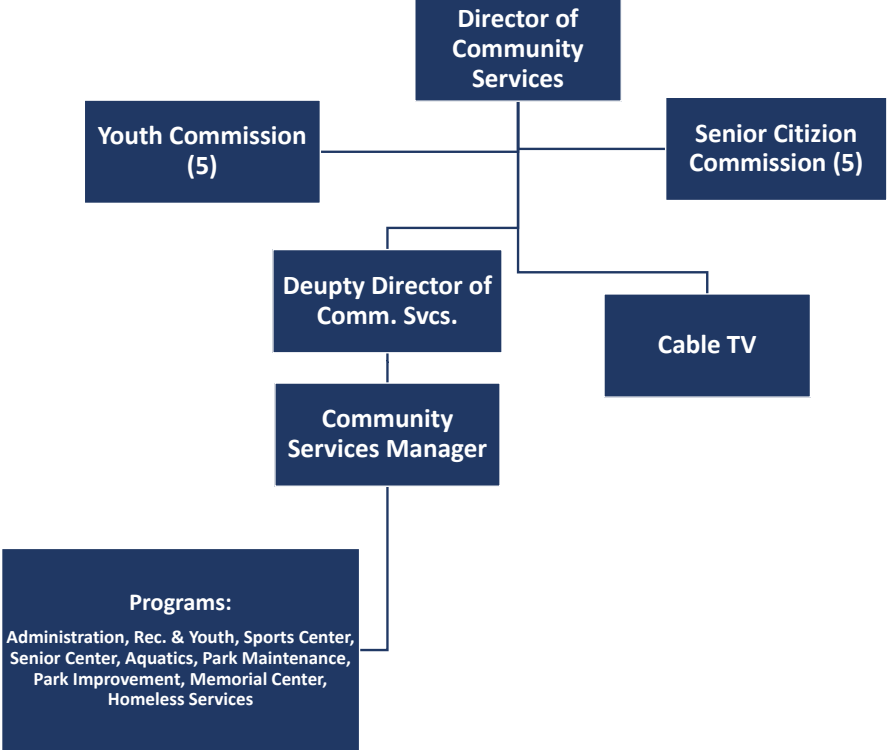 Director of
Community
Services
Youth Commission
(5)
Senior Citizion
Commission (5)
Deupty Director of
Comm. Svcs.
Cable TV
Community
Services Manager
Programs:
Administration, Rec. & Youth, Sports Center,
Senior Center, Aquatics, Park Maintenance,
Park Improvement, Memorial Center,
Homeless Services